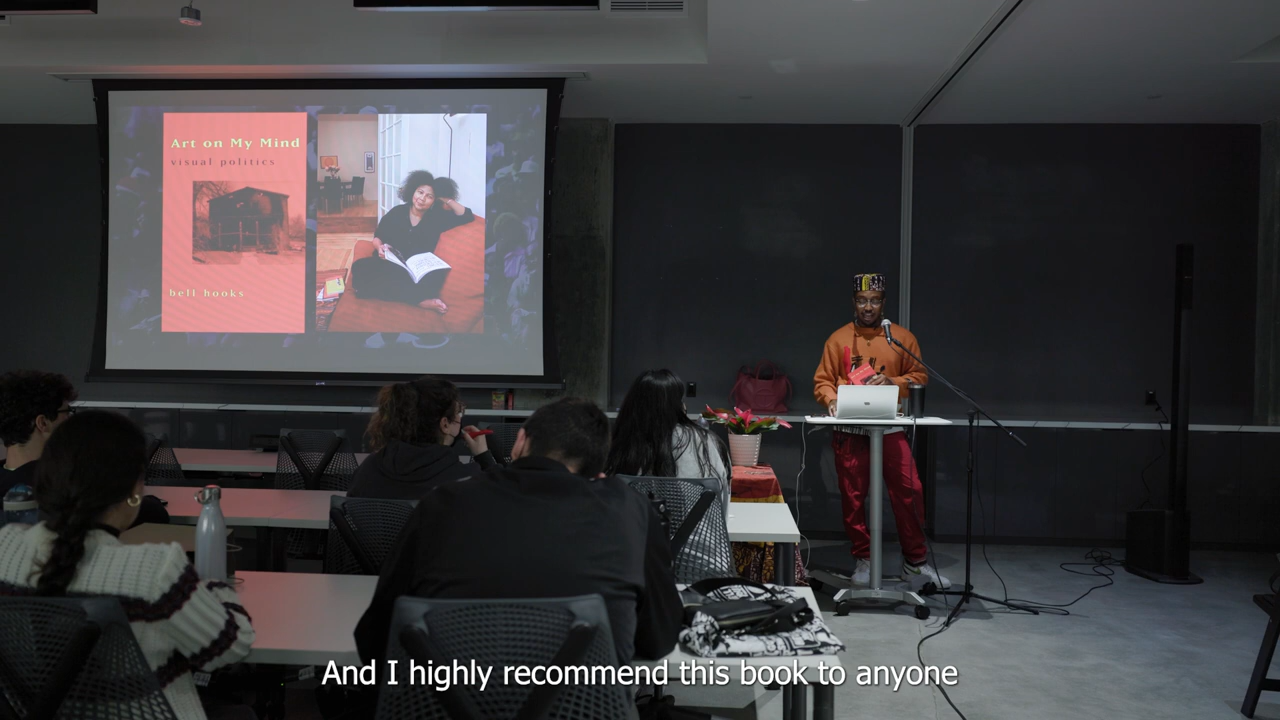 Art on My Mind
visual politics
bell hooks
And I highly recommend this book to anyone